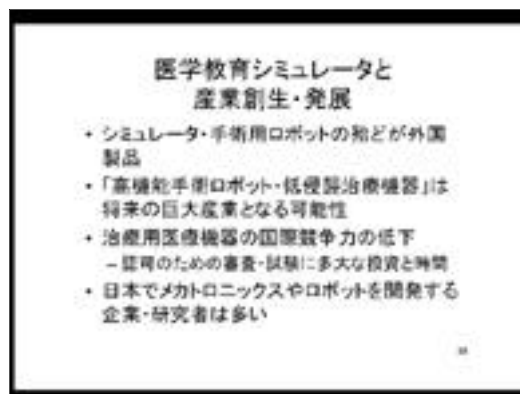 医学教育シミュレータと
産業創生・発展
・シミュレータ・手術用ロボットの殆どが外国
製品
・「高機能手術ロボット・低侵襲治療機器」は
将来の巨大産業となる可能性
・治療用医療機器の国際競争力の低下
－認可のための審査・試験に多大な投資と時間
・日本でメカトロニックスやロボットを開発する
企業・研究者は多い